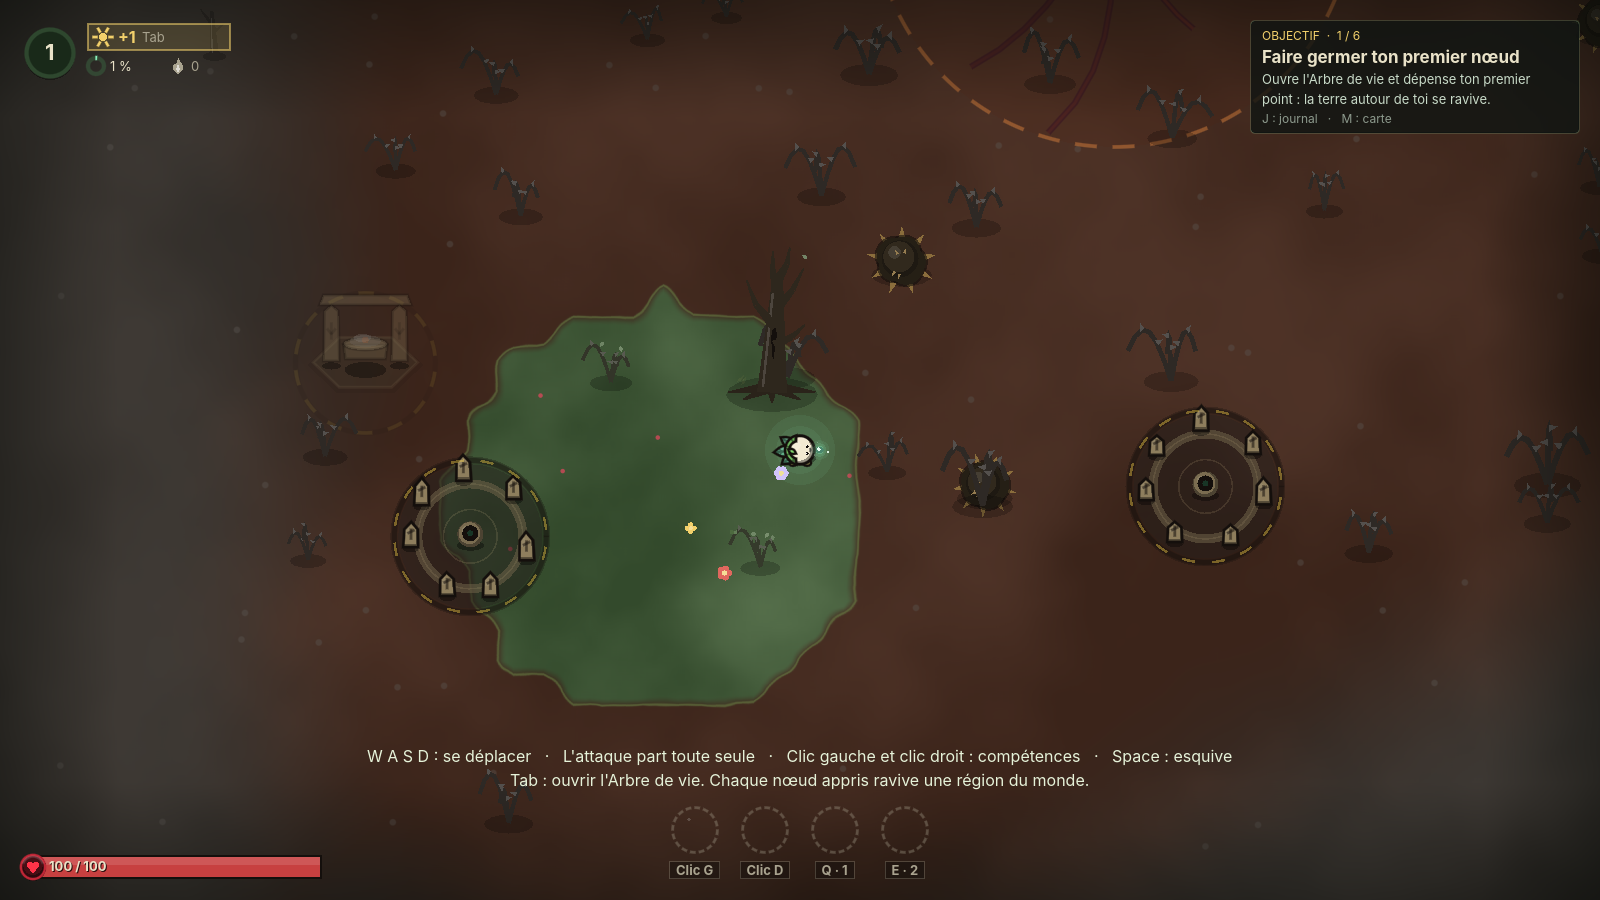 1
+1 Tab
1 %
0
OBJECTIF · 1 / 6
Faire germer ton premier nœud
Ouvre l'Arbre de vie et dépense ton premier
point : la terre autour de toi se ravive.
J : journal · M : carte
W A S D : se déplacer · L'attaque part toute seule · Clic gauche et clic droit : compétences · Space : esquive
Tab : ouvrir l'Arbre de vie. Chaque nœud appris ravive une région du monde.
Clic G
Clic D
Q · 1
E · 2
100 / 100